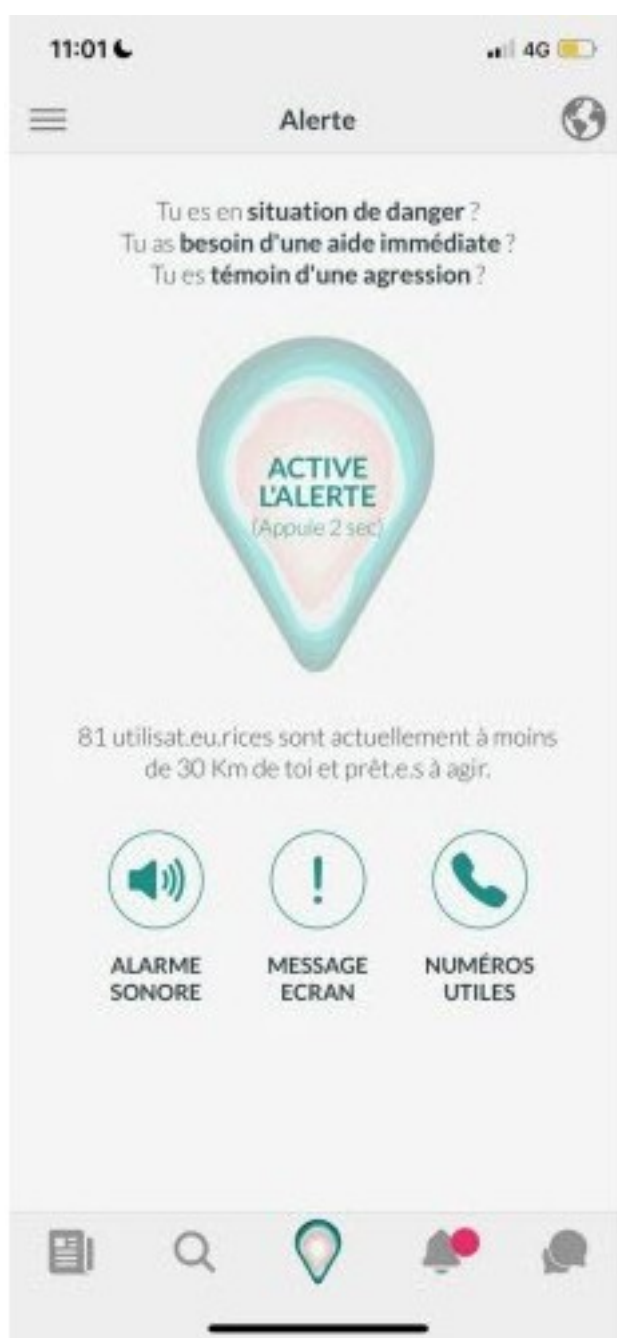 11:01
4G
Alerte
Tu es en situation de danger ?
Tu as besoin d'une aide immédiate ?
Tu es témoin d'une agression ?
ACTIVE
L'ALERTE
(Appuie 2 sec)
81 utilisat.eu.rices sont actuellement à moins
de 30 Km de toi et prêt.e.s à agir.
ALARME
SONORE
MESSAGE
ECRAN
NUMÉROS
UTILES